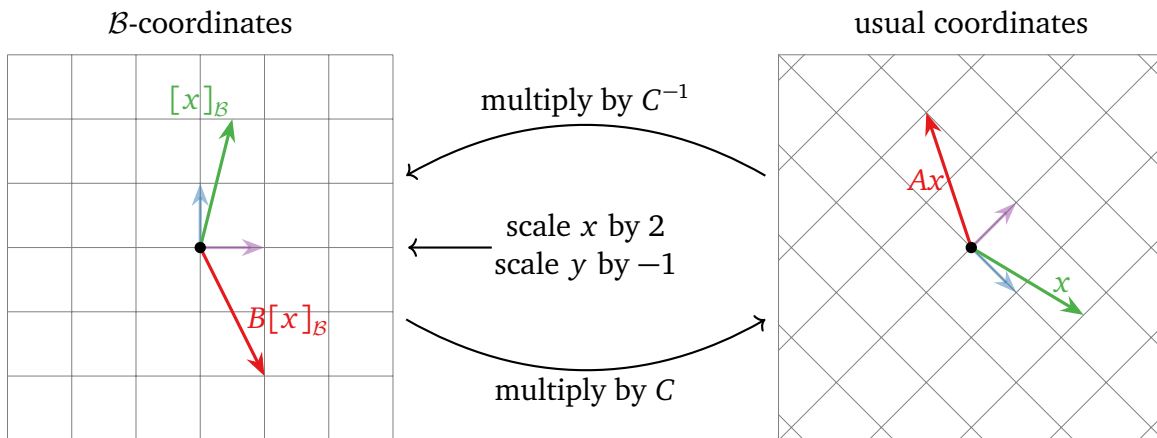 ℬ-coordinates
usual coordinates
[x]ℬ
multiply by C⁻¹
Ax
scale x by 2
scale y by −1
x
B[x]ℬ
multiply by C